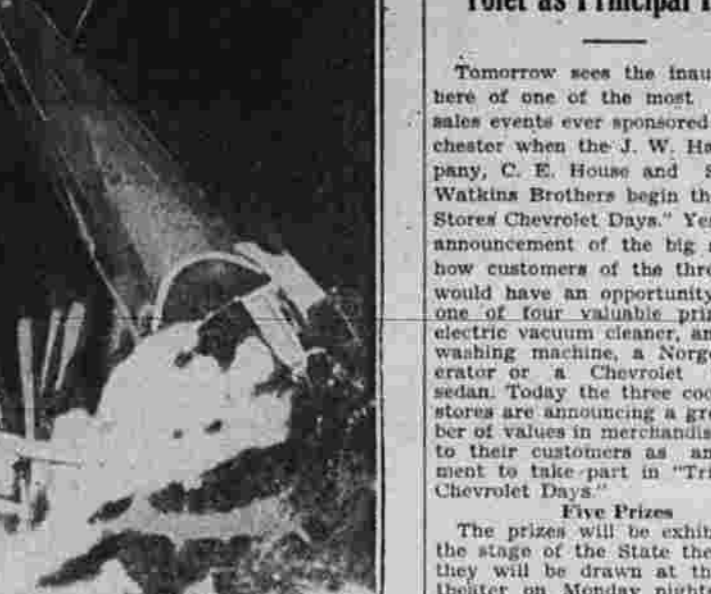 rolet as Principal
Tomorrow sees the inau
here of one of the most
sales events ever sponsored
chester when the J. W. Ha
pany, C. E. House and S
Watkins Brothers begin th
Stores Chevrolet Days." Yes
announcement of the big s
how customers of the thre
would have an opportunity
one of four valuable priz
electric vacuum cleaner, an
washing machine, a Norge
erator or a Chevrolet
sedan. Today the three coo
stores are announcing a gre
ber of values in merchandis
to their customers as an
ment to take part in "Tri
Chevrolet Days."
Five Prizes
The prizes will be exhib
the stage of the State the
they will be drawn at th
theater on Monday nights